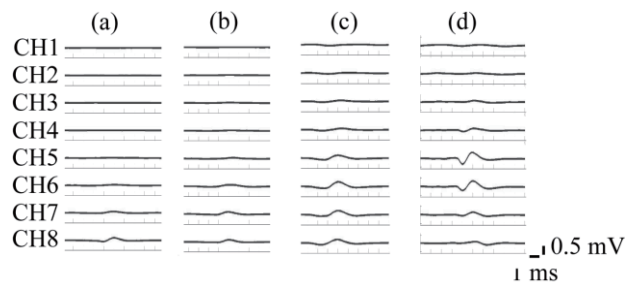 (a) (b) (c) (d)
CH1
CH2
CH3
CH4
CH5
CH6
CH7
CH8
0.5 mV
1 ms